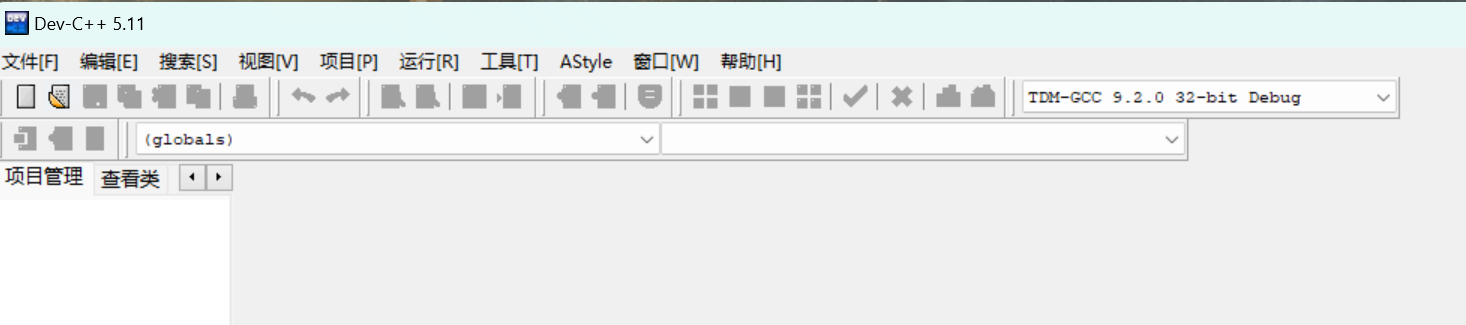 Dev-C++ 5.11
文件[F] 编辑[E] 搜索[S] 视图[V] 项目[P] 运行[R] 工具[T] AStyle 窗口[W] 帮助[H]
TDM-GCC 9.2.0 32-bit Debug
(globals)
项目管理 查看类